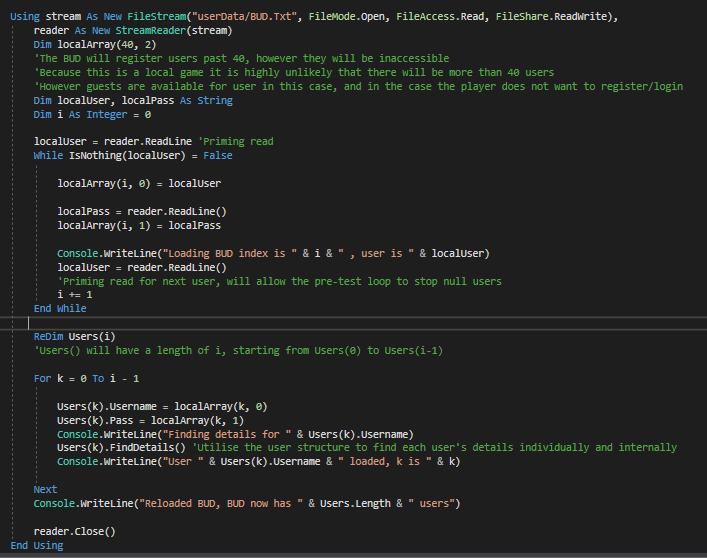 Using stream As New FileStream("userData/BUD.Txt", FileMode.Open, FileAccess.Read, FileShare.ReadWrite),
reader As New StreamReader(stream)
Dim localArray(40, 2)
'The BUD will register users past 40, however they will be inaccessible
'Because this is a local game it is highly unlikely that there will be more than 40 users
'However guests are available for user in this case, and in the case the player does not want to register/login
Dim localUser, localPass As String
Dim i As Integer = 0
localUser = reader.ReadLine 'Priming read
While IsNothing(localUser) = False
localArray(i, 0) = localUser
localPass = reader.ReadLine()
localArray(i, 1) = localPass
Console.WriteLine("Loading BUD index is " & i & " , user is " & localUser)
localUser = reader.ReadLine()
'Priming read for next user, will allow the pre-test loop to stop null users
i += 1
End While
ReDim Users(i)
'Users() will have a length of i, starting from Users(0) to Users(i-1)
For k = 0 To i - 1
Users(k).Username = localArray(k, 0)
Users(k).Pass = localArray(k, 1)
Console.WriteLine("Finding details for " & Users(k).Username)
Users(k).FindDetails() 'Utilise the user structure to find each user's details individually and internally
Console.WriteLine("User " & Users(k).Username & " loaded, k is " & k)
Next
Console.WriteLine("Reloaded BUD, BUD now has " & Users.Length & " users")
reader.Close()
End Using